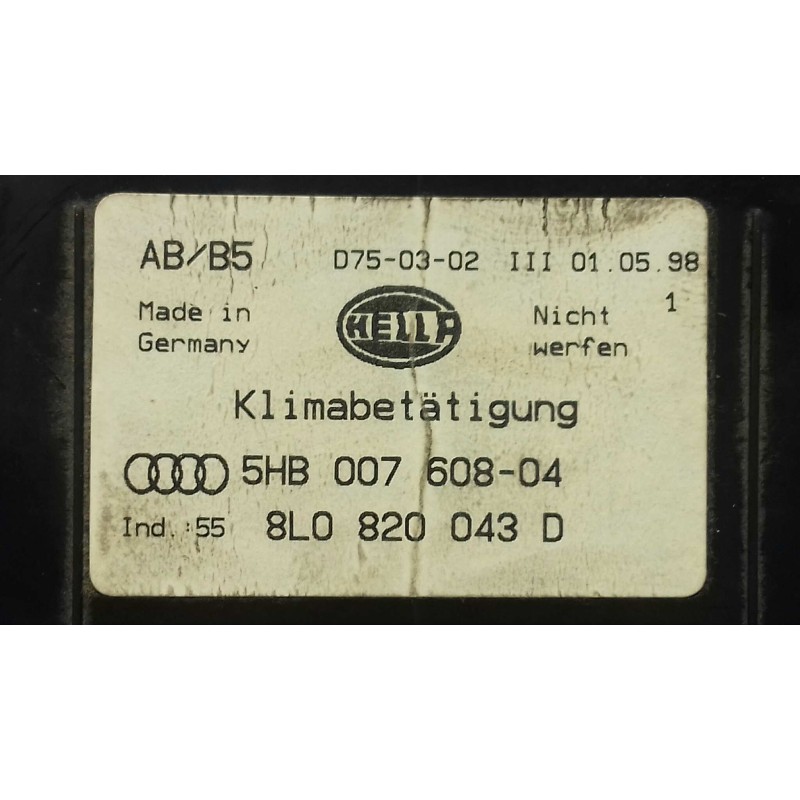 AB/B5 D75-03-02 III 01.05.98
1
Made in Germany
HELLA
Nicht werfen
Klimabetätigung
5HB 007 608-04
Ind.:55 8L0 820 043 D